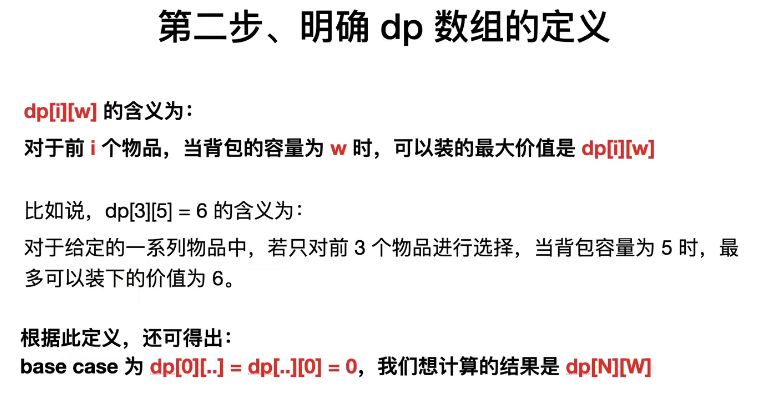 第二步、明确 dp 数组的定义
dp[i][w] 的含义为：
对于前 i 个物品，当背包的容量为 w 时，可以装的最大价值是 dp[i][w]
比如说，dp[3][5] = 6 的含义为：
对于给定的一系列物品中，若只对前 3 个物品进行选择，当背包容量为 5 时，最
多可以装下的价值为 6。
根据此定义，还可得出：
base case 为 dp[0][..] = dp[..][0] = 0，我们想计算的结果是 dp[N][W]